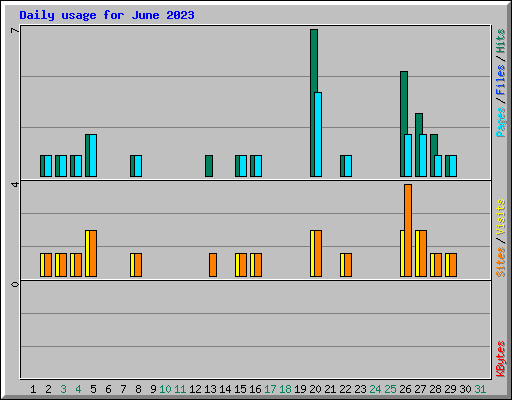 Daily usage for June 2023
7
4
0
Pages / Files / Hits
Sites / Visits
KBytes
1 2 3 4 5 6 7 8 9 10 11 12 13 14 15 16 17 18 19 20 21 22 23 24 25 26 27 28 29 30 31